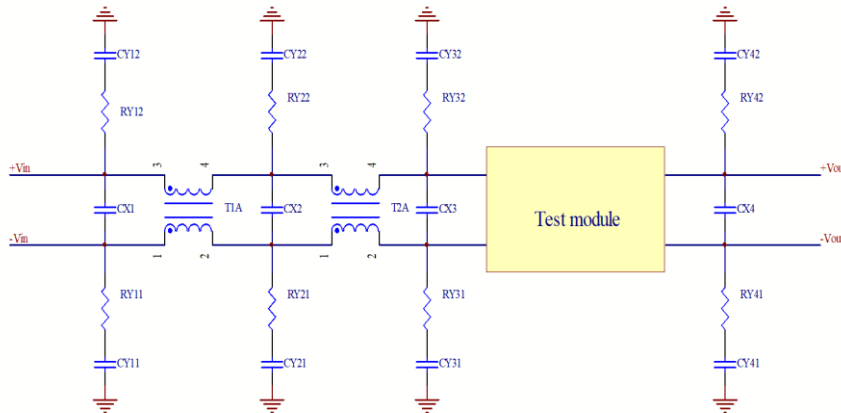 CY12 CY22 CY32 CY42
RY12 RY22 RY32 RY42
+Vin 3 4 3 4 +Vou
CX1 T1A CX2 T2A CX3 Test module CX4
-Vin 1 2 1 2 -Vou
RY11 RY21 RY31 RY41
CY11 CY21 CY31 CY41